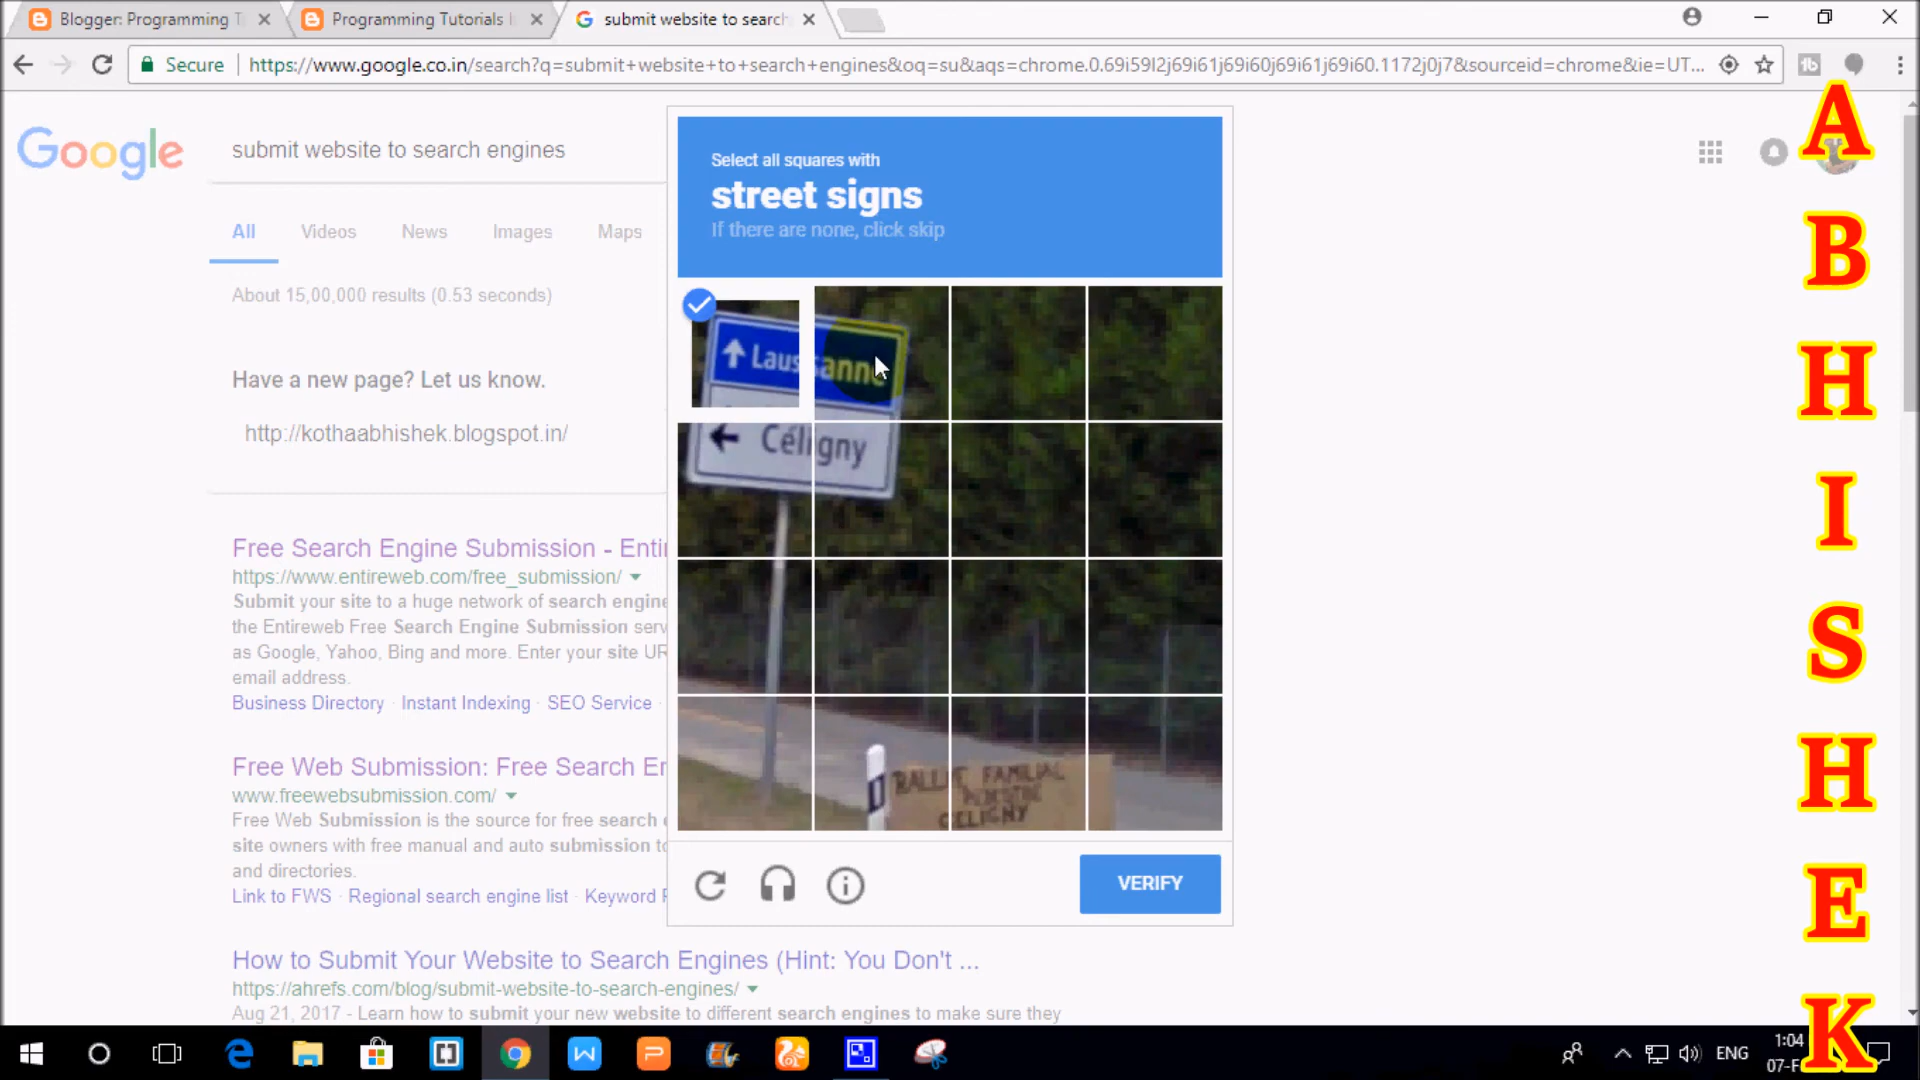 Blogger: Programming T
Programming Tutorials I
submit website to search
Secure
https://www.google.co.in/search?q=submit+website+to+search+engines&oq=su&aqs=chrome.0.69i59l2j69i61j69i60j69i61j69i60.1172j0j7&sourceid=chrome&ie=UT...
Google
submit website to search engines
All Videos News Images Maps
About 15,00,000 results (0.53 seconds)
Have a new page? Let us know.
http://kothaabhishek.blogspot.in/
Free Search Engine Submission - Enti
https://www.entireweb.com/free_submission/
Submit your site to a huge network of search engine
the Entireweb Free Search Engine Submission serv
as Google, Yahoo, Bing and more. Enter your site UR
email address.
Business Directory · Instant Indexing · SEO Service ·
Free Web Submission: Free Search En
www.freewebsubmission.com/
Free Web Submission is the source for free search e
site owners with free manual and auto submission to
and directories.
Link to FWS · Regional search engine list · Keyword R
How to Submit Your Website to Search Engines (Hint: You Don't ...
https://ahrefs.com/blog/submit-website-to-search-engines/
Aug 21, 2017 - Learn how to submit your new website to different search engines to make sure they
Select all squares with
street signs
If there are none, click skip
Laussanne
Céligny
RALLYE FAMILIAL
CELIGNY
VERIFY
A
B
H
I
S
H
E
K
ENG
1:04
07-F